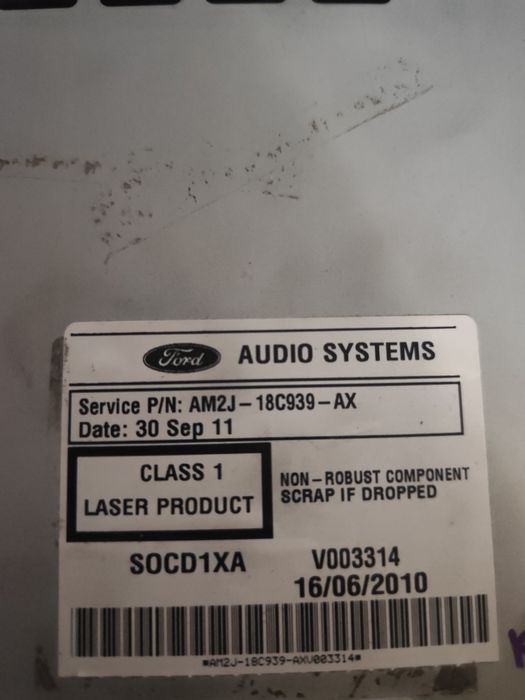 Ford AUDIO SYSTEMS
Service P/N: AM2J-18C939-AX
Date: 30 Sep 11
CLASS 1
LASER PRODUCT
NON-ROBUST COMPONENT
SCRAP IF DROPPED
SOCD1XA V003314
16/06/2010
*AM2J-18C939-AXV003314*